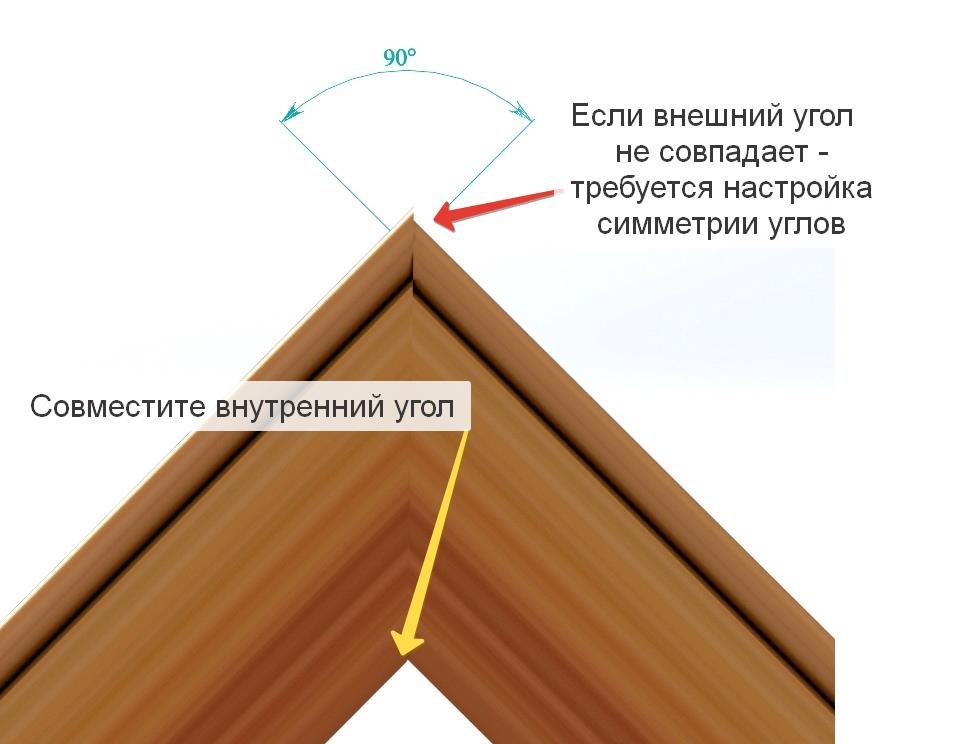 90°
Если внешний угол
не совпадает -
требуется настройка
симметрии углов
Совместите внутренний угол